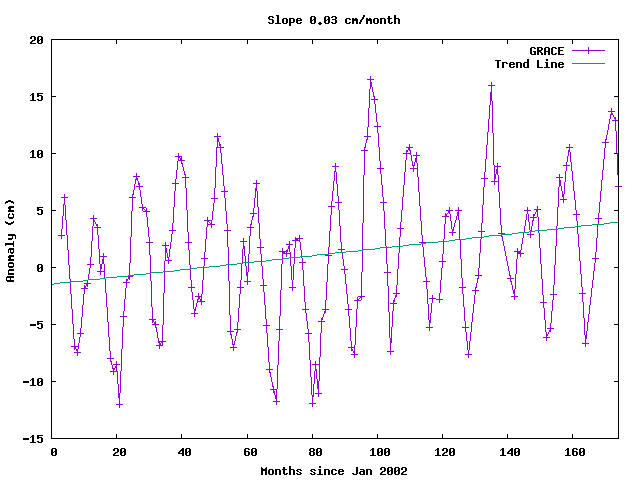 Slope 0.03 cm/month
GRACE
Trend Line
20
15
10
5
0
-5
-10
-15
Anomaly (cm)
0 20 40 60 80 100 120 140 160
Months since Jan 2002